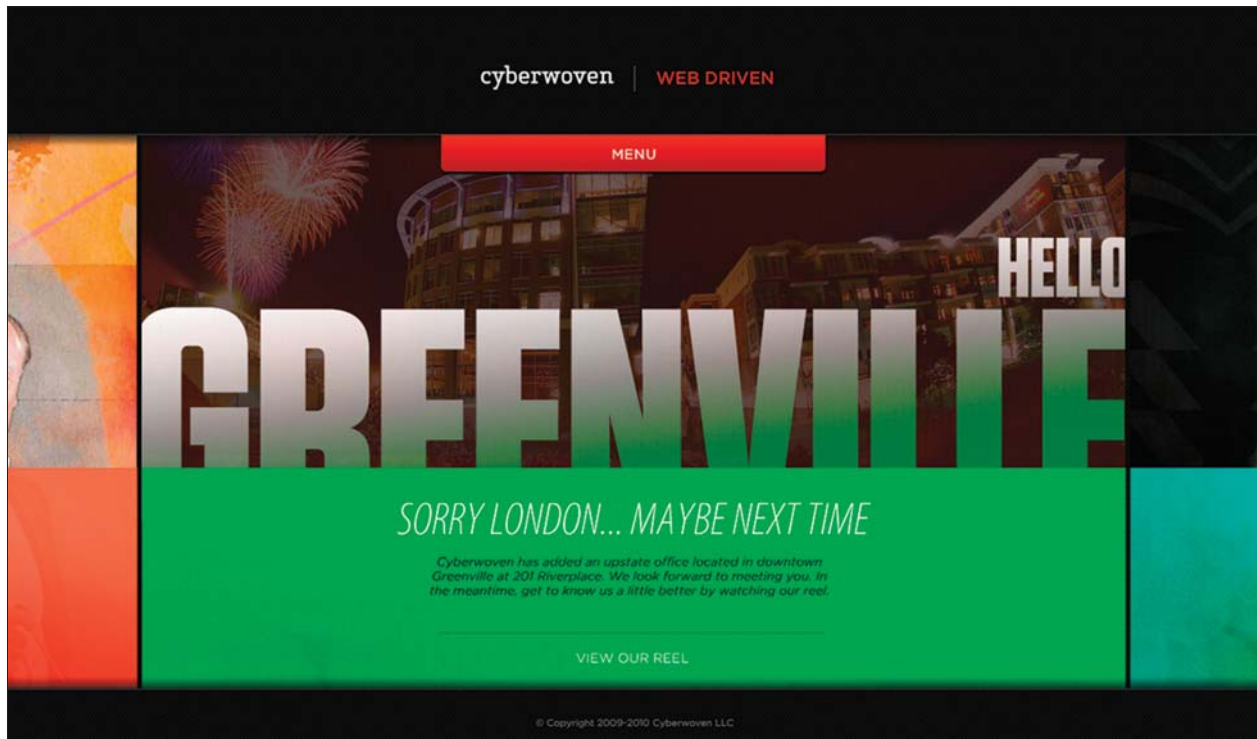 cyberwoven | WEB DRIVEN
MENU
HELLO
GREENVILLE
SORRY LONDON... MAYBE NEXT TIME
Cyberwoven has added an upstate office located in downtown
Greenville at 201 Riverplace. We look forward to meeting you. In
the meantime, get to know us a little better by watching our reel.
VIEW OUR REEL
© Copyright 2009-2010 Cyberwoven LLC